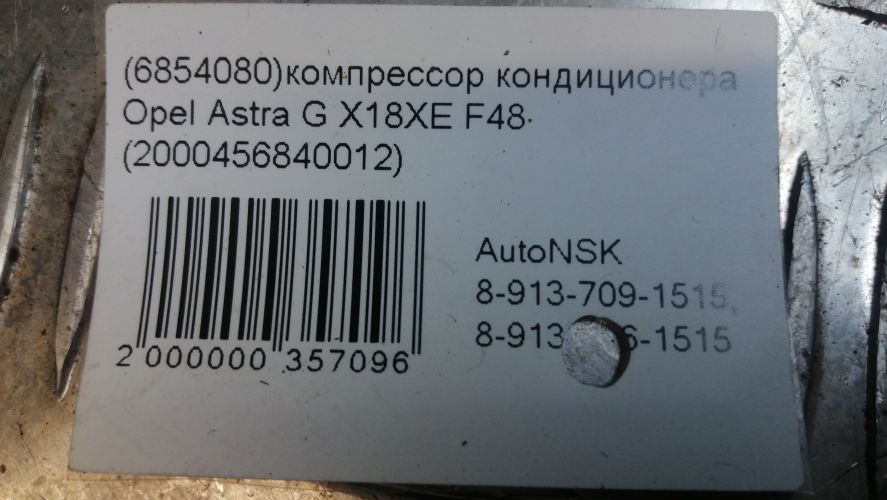 (6854080)компрессор кондиционера
Opel Astra G X18XE F48
(2000456840012)
AutoNSK
8-913-709-1515,
2 000000 357096